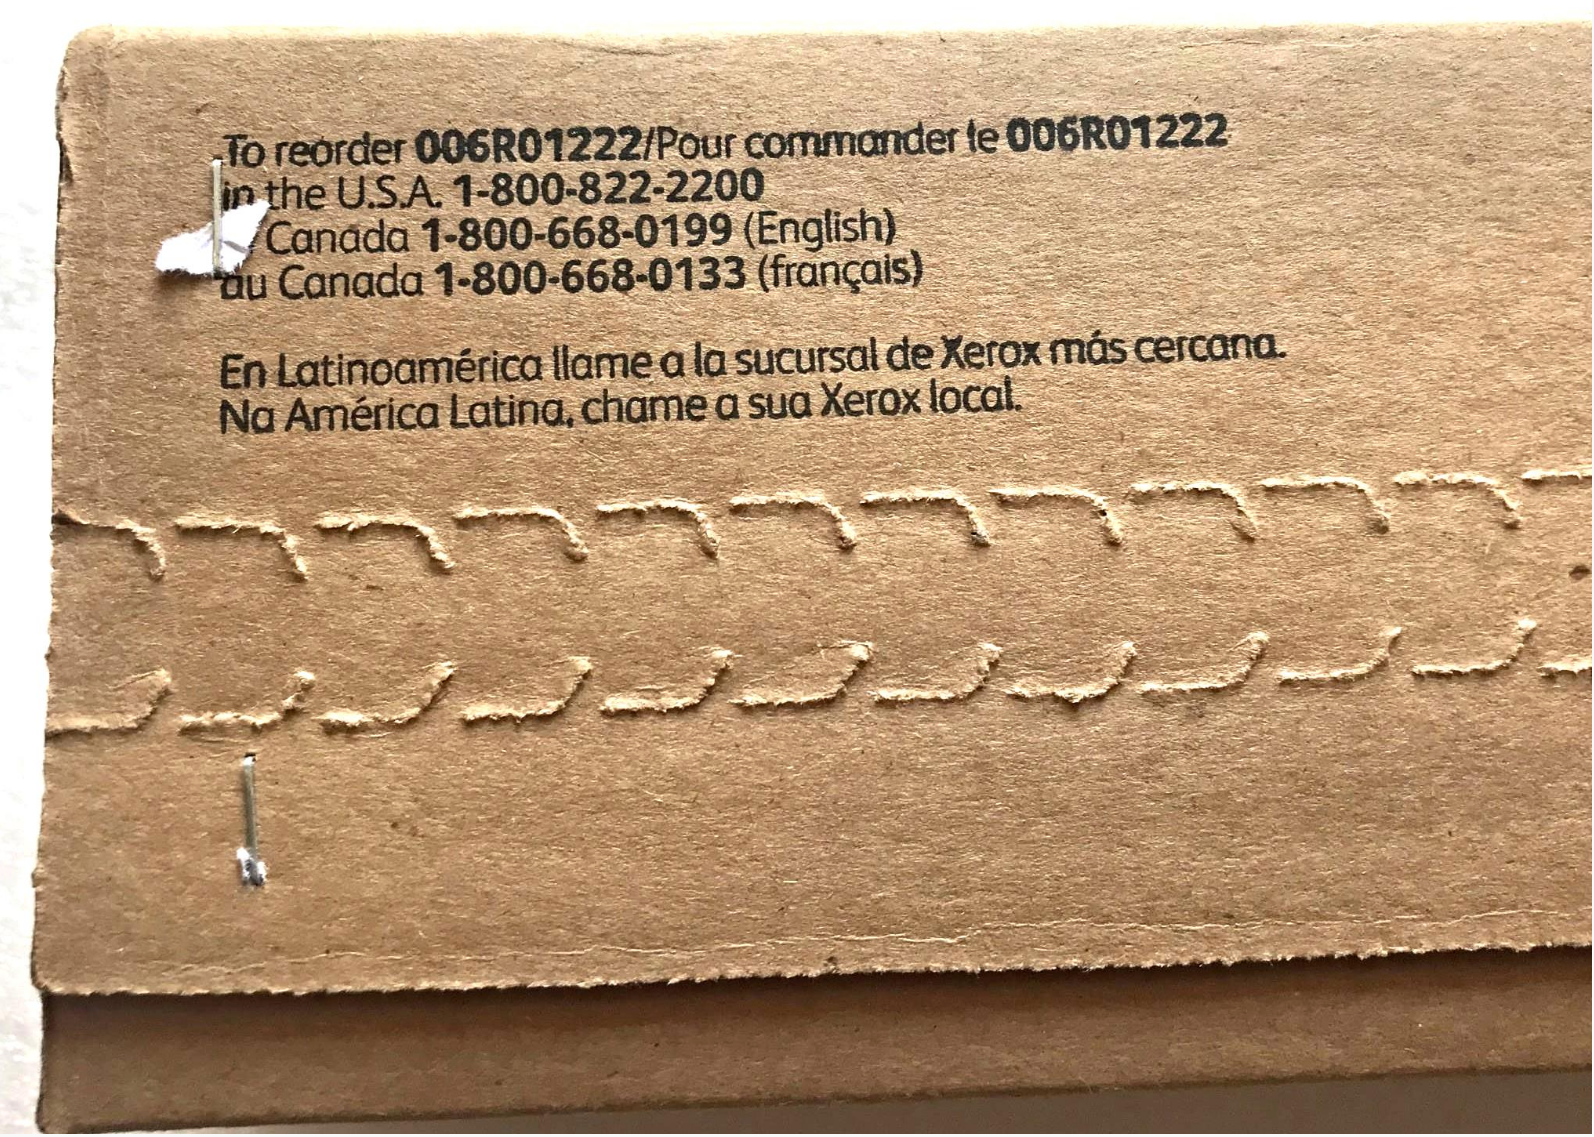 To reorder 006R01222/Pour commander le 006R01222
in the U.S.A. 1-800-822-2200
/Canada 1-800-668-0199 (English)
au Canada 1-800-668-0133 (français)
En Latinoamérica llame a la sucursal de Xerox más cercana.
Na América Latina, chame a sua Xerox local.